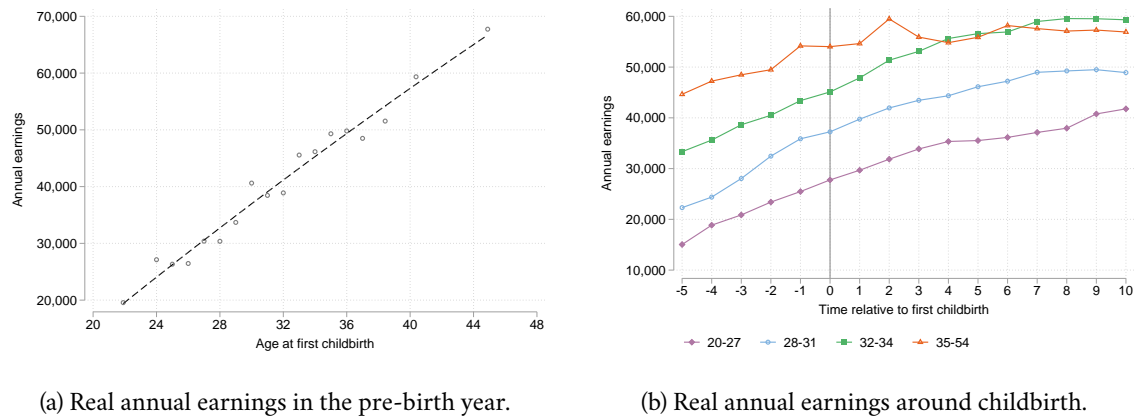 70,000
60,000
50,000
40,000
30,000
20,000
Annual earnings
20 24 28 32 36 40 44 48
Age at first childbirth
(a) Real annual earnings in the pre-birth year.
60,000
50,000
40,000
30,000
20,000
10,000
Annual earnings
-5 -4 -3 -2 -1 0 1 2 3 4 5 6 7 8 9 10
Time relative to first childbirth
20-27 28-31 32-34 35-54
(b) Real annual earnings around childbirth.